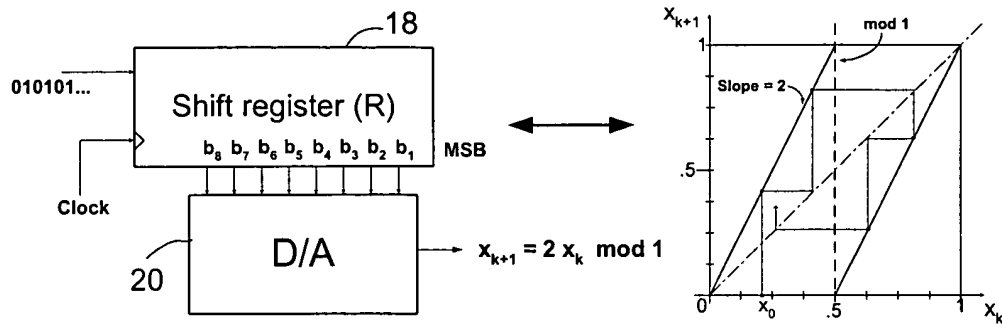 18
010101...
Shift register (R)
b8 b7 b6 b5 b4 b3 b2 b1 MSB
Clock
20
D/A
xk+1 = 2 xk mod 1
Xk+1
mod 1
1
Slope = 2
.5
0
x0
.5
1
Xk